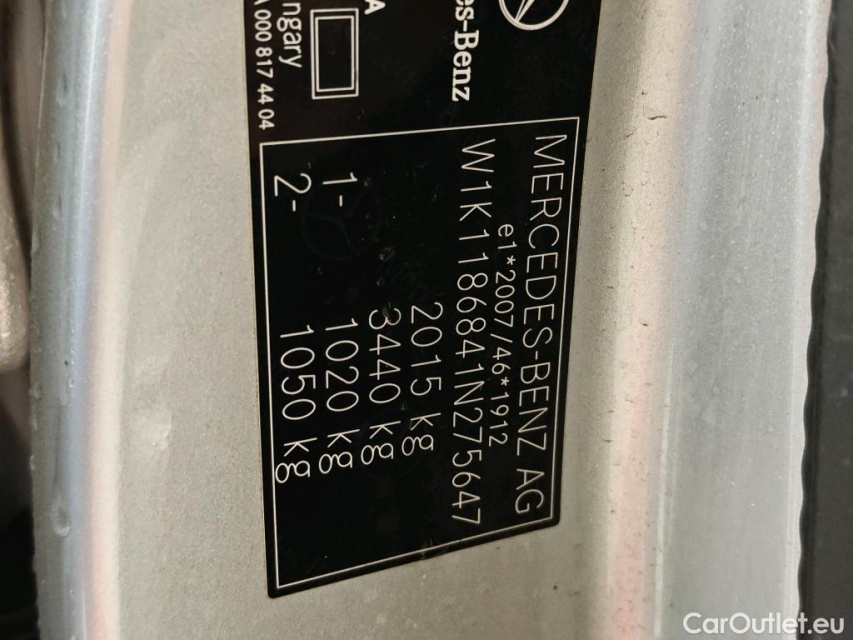 es-Benz
A
ngary
A 000 817 44 04
MERCEDES-BENZ AG
e1*2007/46*1912
W1K1186841N275647
2015 kg
3440 kg
1- 1020 kg
2- 1050 kg
CarOutlet.eu